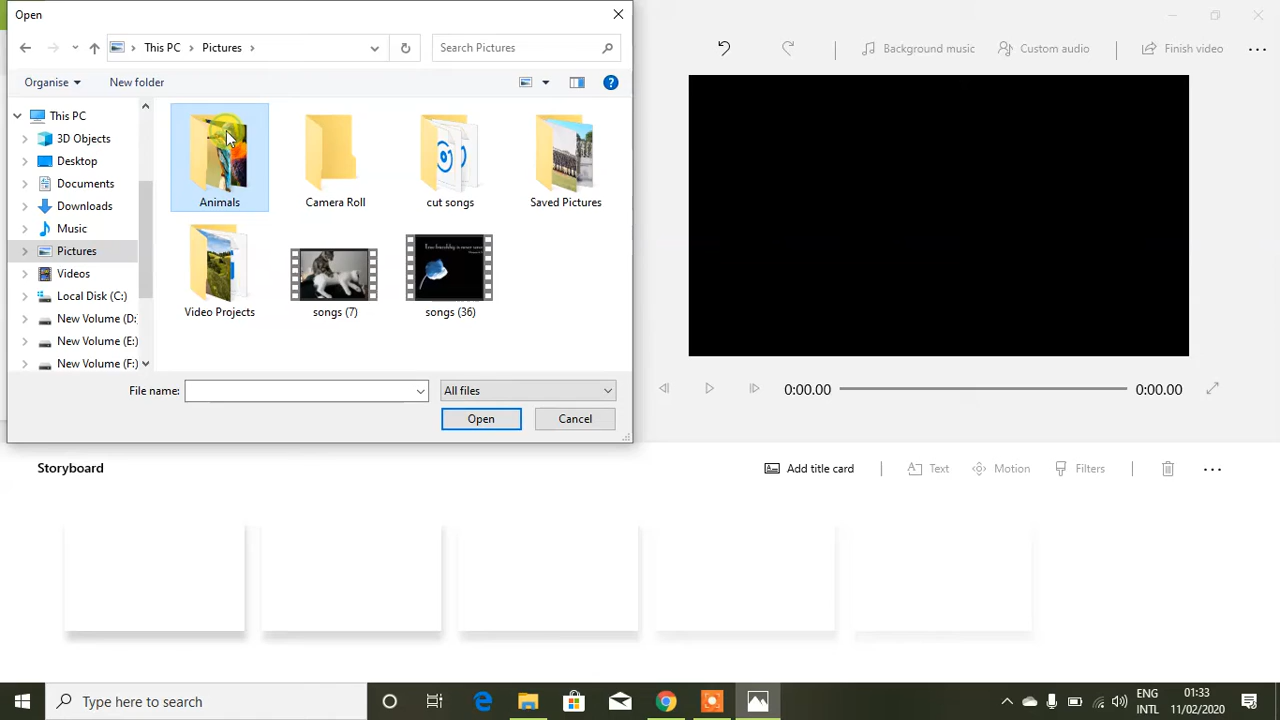 Open
This PC
Pictures
Search Pictures
Background music
Custom audio
Finish video
Organise
New folder
This PC
3D Objects
Desktop
Documents
Downloads
Music
Pictures
Videos
Local Disk (C:)
New Volume (D:
New Volume (E:)
New Volume (F:)
Animals
Camera Roll
cut songs
Saved Pictures
Video Projects
songs (7)
songs (36)
File name:
All files
Open
Cancel
0:00.00
0:00.00
Storyboard
Add title card
Text
Motion
Filters
Type here to search
ENG
INTL
01:33
11/02/2020